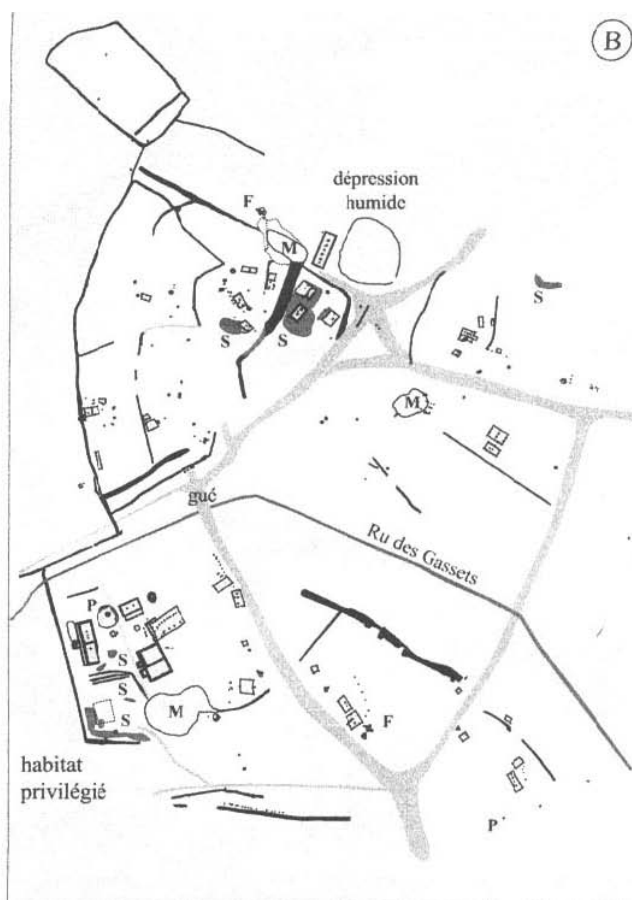 B
dépression
humide
F
M
S
S
S
M
gué
Ru des Gassets
P
S
S
S
M
F
habitat
privilégié
P